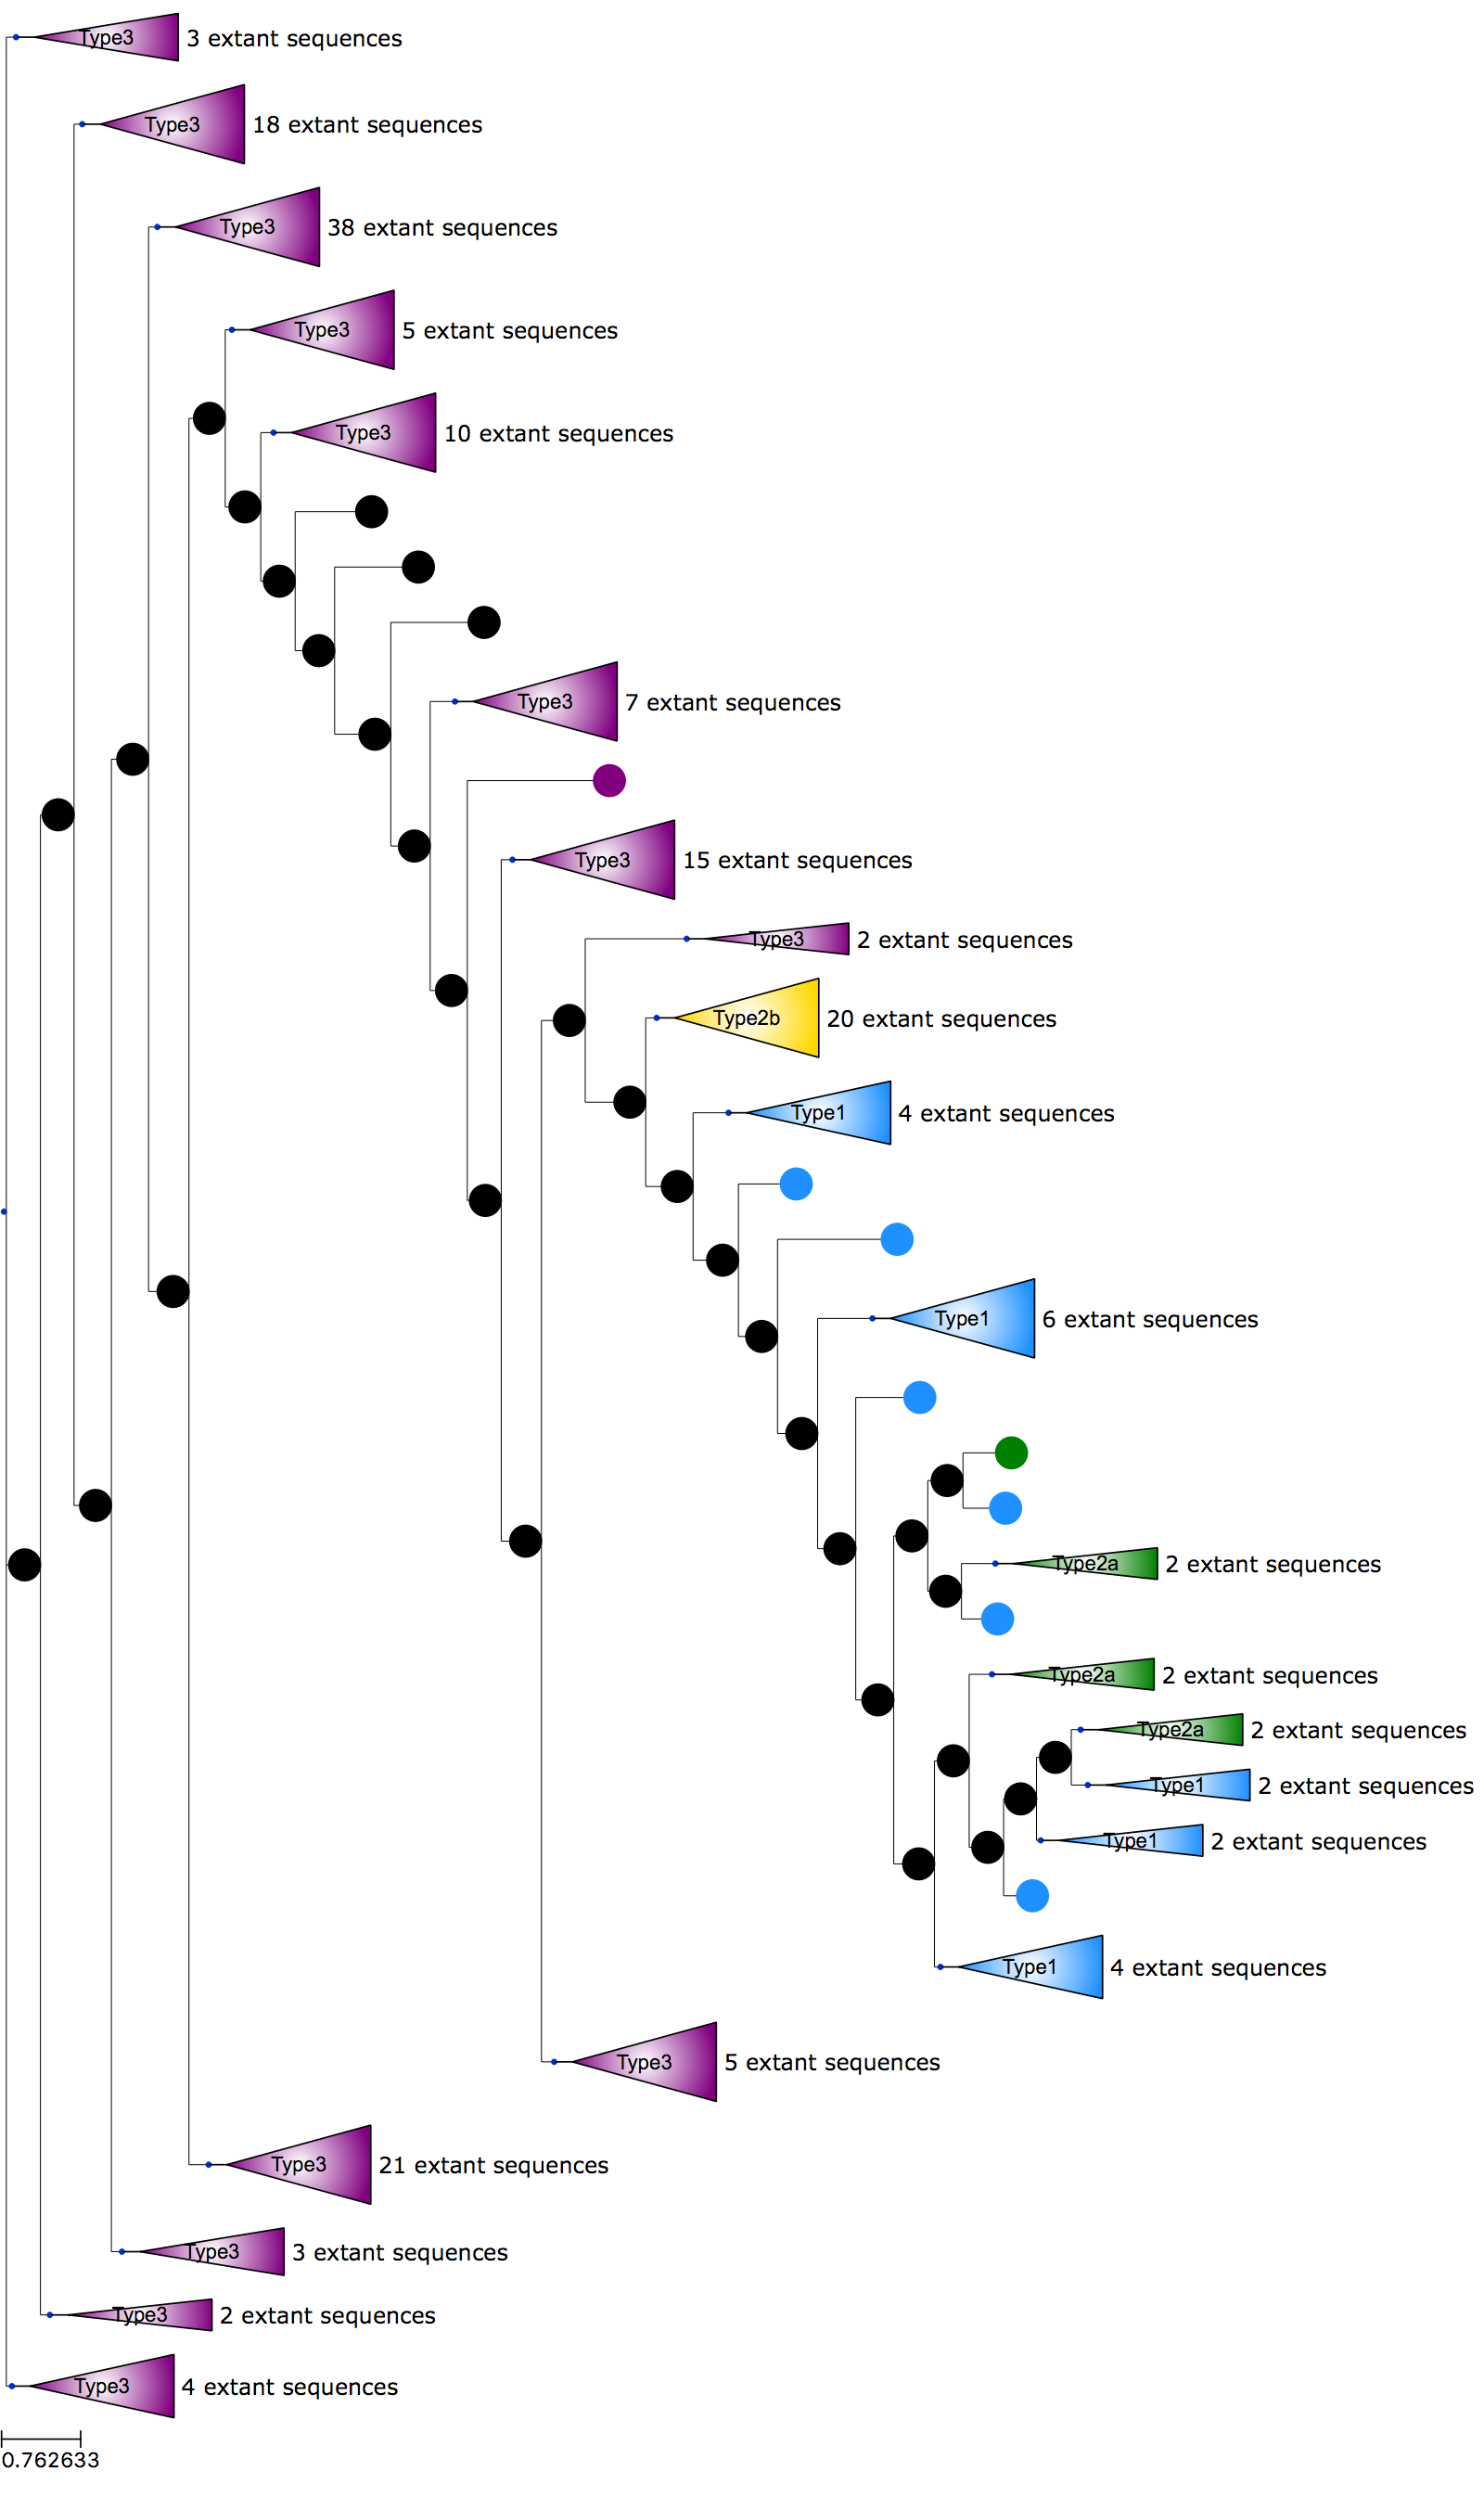 Type3 3 extant sequences
Type3 18 extant sequences
Type3 38 extant sequences
Type3 5 extant sequences
Type3 10 extant sequences
Type3 7 extant sequences
Type3 15 extant sequences
Type3 2 extant sequences
Type2b 20 extant sequences
Type1 4 extant sequences
Type1 6 extant sequences
Type2a 2 extant sequences
Type2a 2 extant sequences
Type2a 2 extant sequences
Type1 2 extant sequences
Type1 2 extant sequences
Type1 4 extant sequences
Type3 5 extant sequences
Type3 21 extant sequences
Type3 3 extant sequences
Type3 2 extant sequences
Type3 4 extant sequences
0.762633